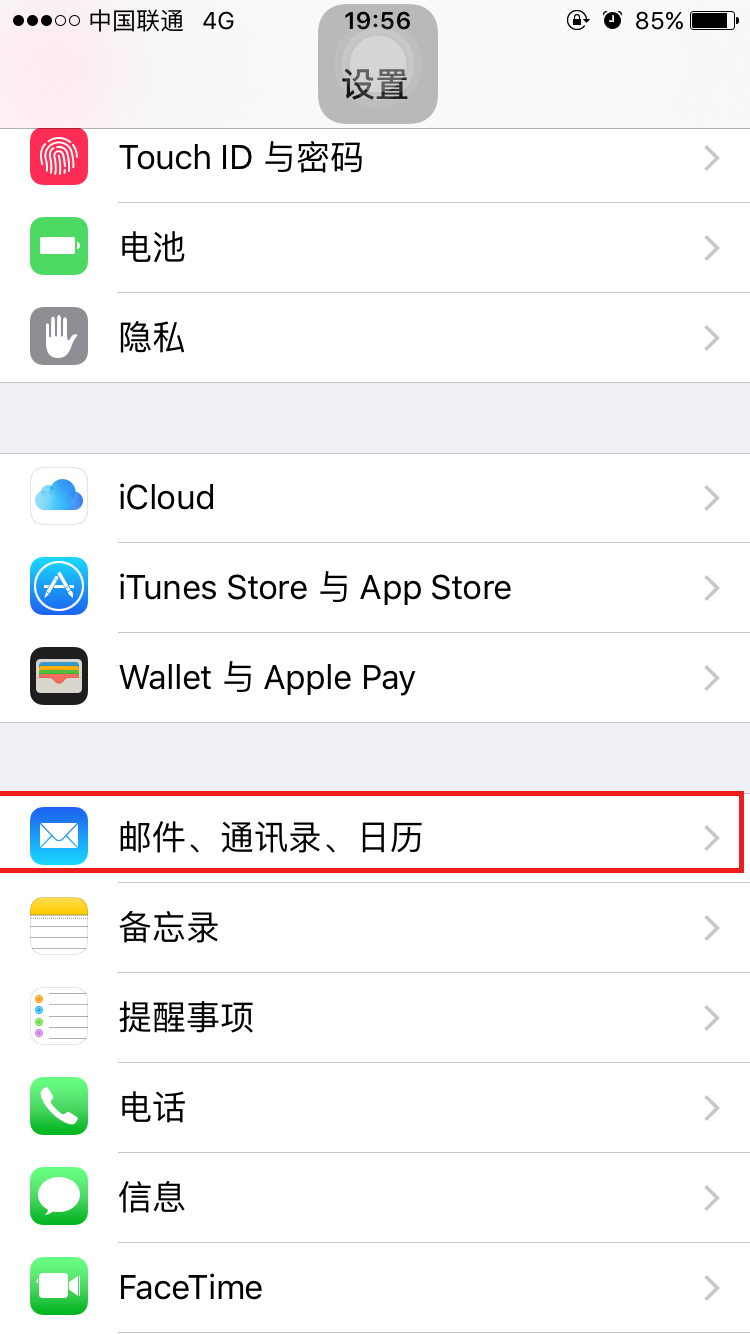 中国联通 4G 19:56 85%
设置
Touch ID 与密码
电池
隐私
iCloud
iTunes Store 与 App Store
Wallet 与 Apple Pay
邮件、通讯录、日历
备忘录
提醒事项
电话
信息
FaceTime